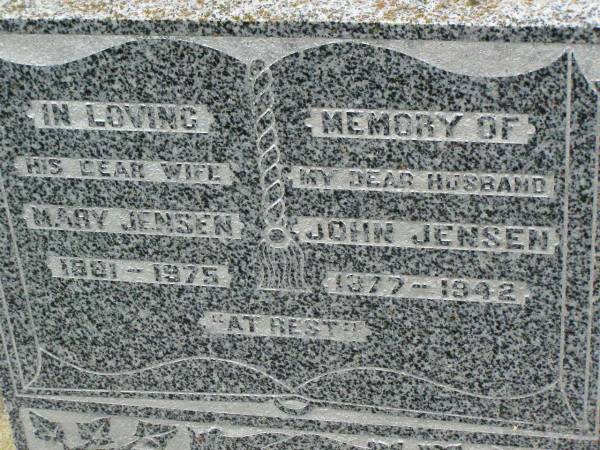 IN LOVING MEMORY OF
HIS DEAR WIFE
MARY JENSEN
1881 - 1975
MY DEAR HUSBAND
JOHN JENSEN
1877 - 1942
"AT REST"